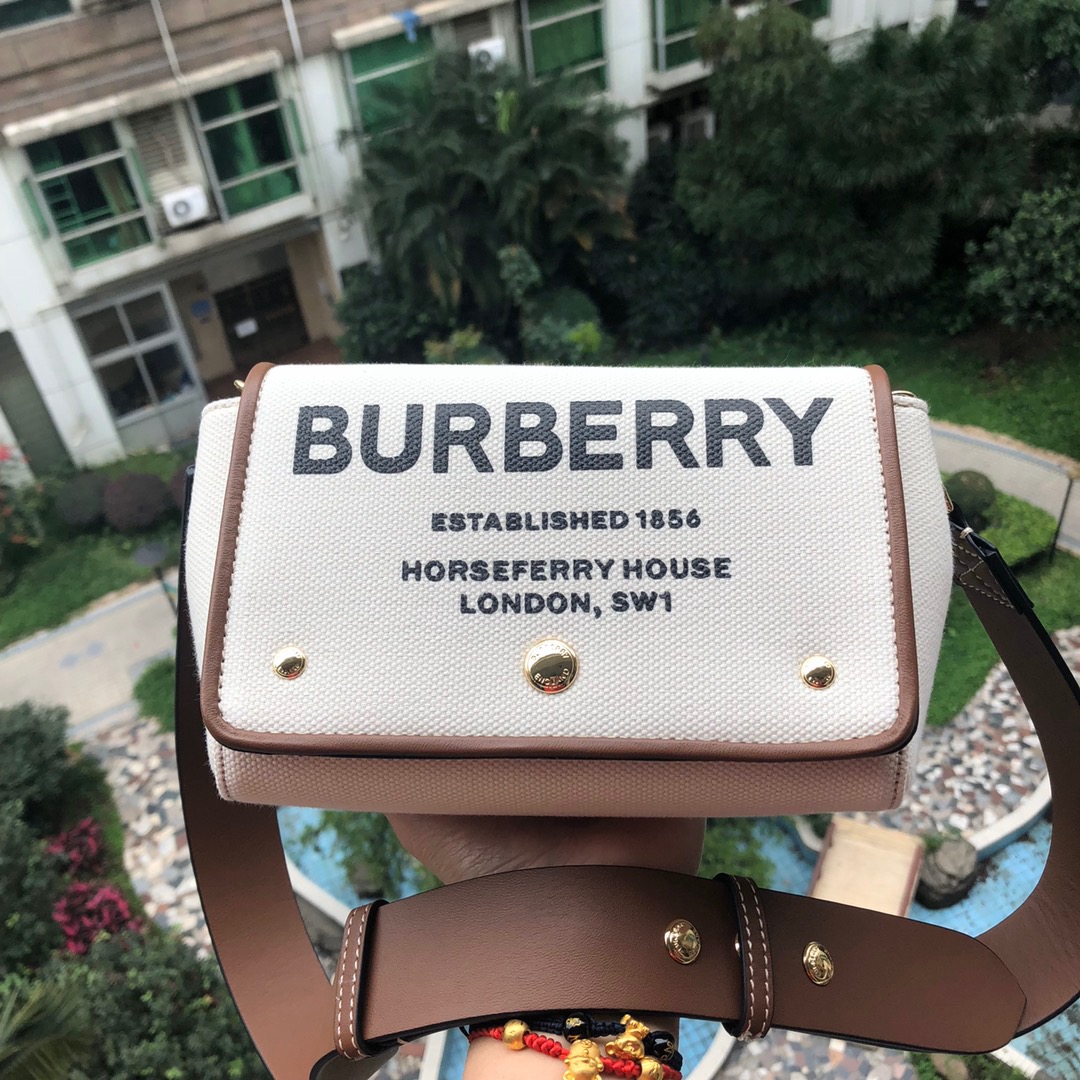 BURBERRY
ESTABLISHED 1856
HORSEFERRY HOUSE
LONDON, SW1